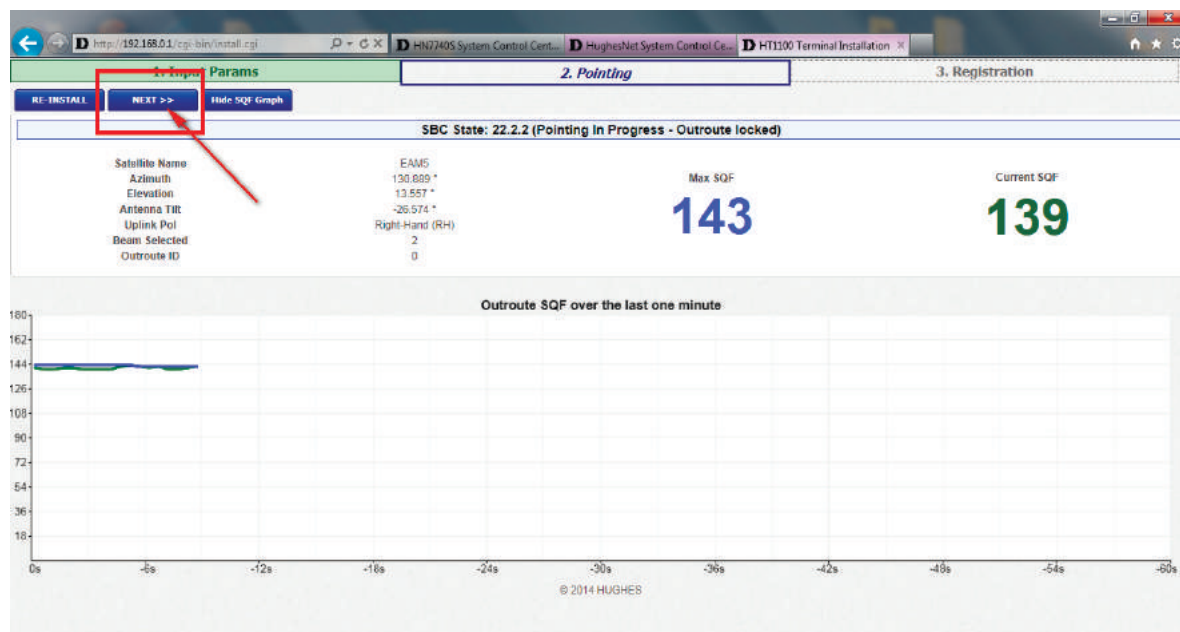 http://192.168.0.1/cgi-bin/install.cgi
HN7740S System Control Cent...
HughesNet System Control Ce...
HT1100 Terminal Installation
1. Input Params
2. Pointing
3. Registration
RE-INSTALL
NEXT >>
Hide SQF Graph
SBC State: 22.2.2 (Pointing In Progress - Outroute locked)
Satellite Name EAM5
Azimuth 130.889 °
Elevation 13.557 °
Antenna Tilt -26.574 °
Uplink Pol Right-Hand (RH)
Beam Selected 2
Outroute ID 0
Max SQF
143
Current SQF
139
Outroute SQF over the last one minute
180
162
144
126
108
90
72
54
36
18
0s -6s -12s -18s -24s -30s -36s -42s -48s -54s -60s
© 2014 HUGHES